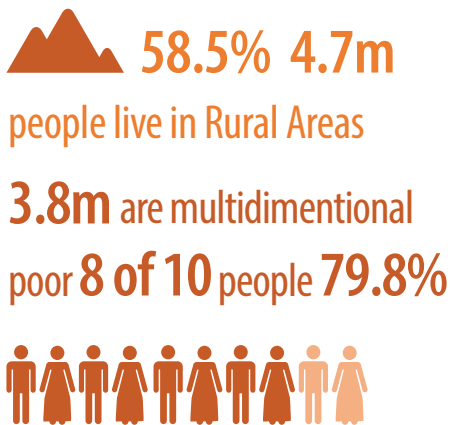 58.5% 4.7m
people live in Rural Areas
3.8m are multidimentional
poor 8 of 10 people 79.8%